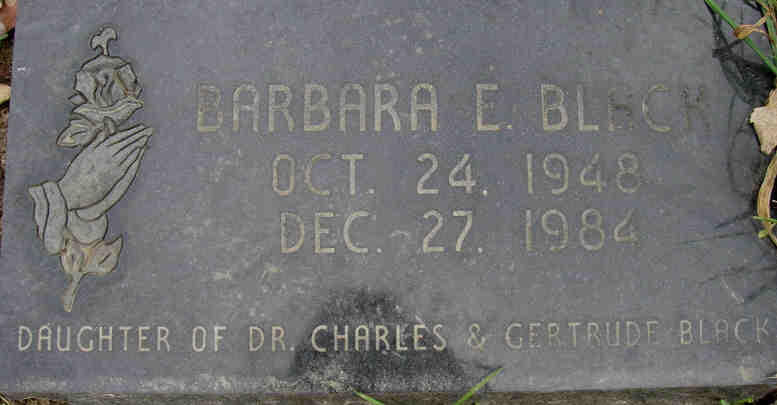 BARBARA E. BLACK
OCT. 24. 1948
DEC. 27. 1984
DAUGHTER OF DR. CHARLES & GERTRUDE BLACK